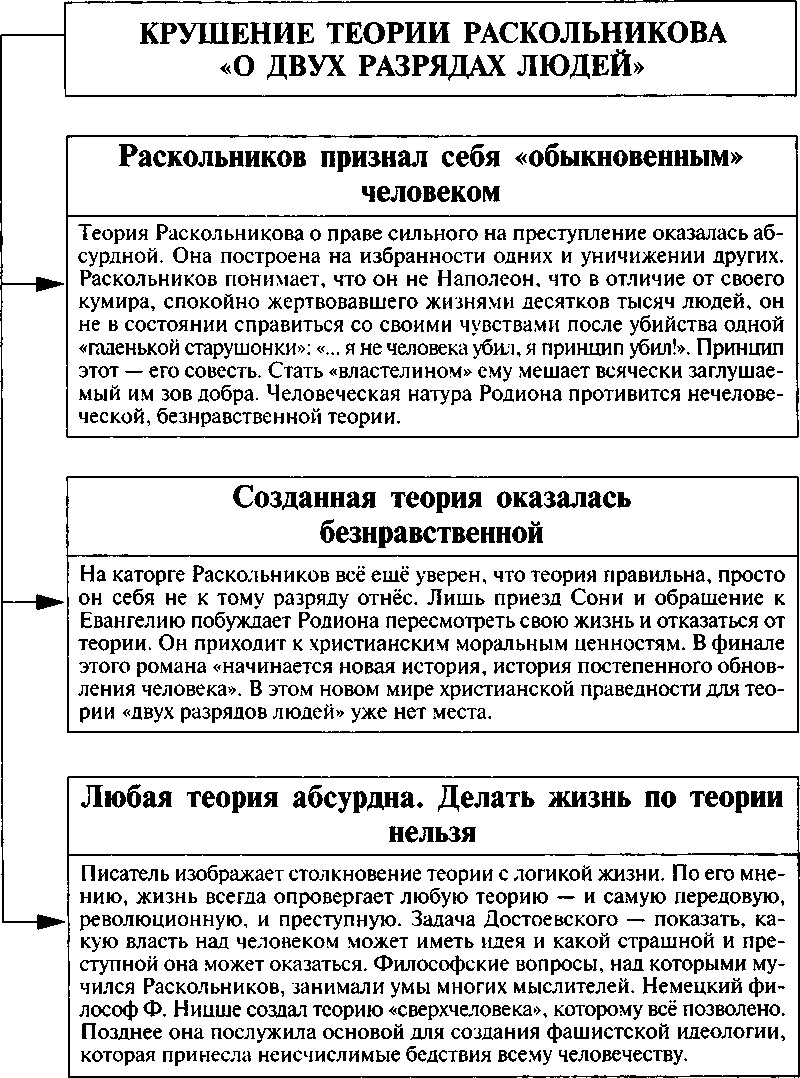 КРУШЕНИЕ ТЕОРИИ РАСКОЛЬНИКОВА
«О ДВУХ РАЗРЯДАХ ЛЮДЕЙ»
Раскольников признал себя «обыкновенным»
человеком
Теория Раскольникова о праве сильного на преступление оказалась аб-
сурдной. Она построена на избранности одних и уничижении других.
Раскольников понимает, что он не Наполеон, что в отличие от своего
кумира, спокойно жертвовавшего жизнями десятков тысяч людей, он
не в состоянии справиться со своими чувствами после убийства одной
«гаденькой старушонки»: «... я не человека убил, я принцип убил!». Принцип
этот — его совесть. Стать «властелином» ему мешает всячески заглушае-
мый им зов добра. Человеческая натура Родиона противится нечелове-
ческой, безнравственной теории.
Созданная теория оказалась
безнравственной
На каторге Раскольников всё ещё уверен, что теория правильна, просто
он себя не к тому разряду отнёс. Лишь приезд Сони и обращение к
Евангелию побуждает Родиона пересмотреть свою жизнь и отказаться от
теории. Он приходит к христианским моральным ценностям. В финале
этого романа «начинается новая история, история постепенного обнов-
ления человека». В этом новом мире христианской праведности для тео-
рии «двух разрядов людей» уже нет места.
Любая теория абсурдна. Делать жизнь по теории
нельзя
Писатель изображает столкновение теории с логикой жизни. По его мне-
нию, жизнь всегда опровергает любую теорию — и самую передовую,
революционную, и преступную. Задача Достоевского — показать, ка-
кую власть над человеком может иметь идея и какой страшной и пре-
ступной она может оказаться. Философские вопросы, над которыми му-
чился Раскольников, занимали умы многих мыслителей. Немецкий фи-
лософ Ф. Ницше создал теорию «сверхчеловека», которому всё позволено.
Позднее она послужила основой для создания фашистской идеологии,
которая принесла неисчислимые бедствия всему человечеству.